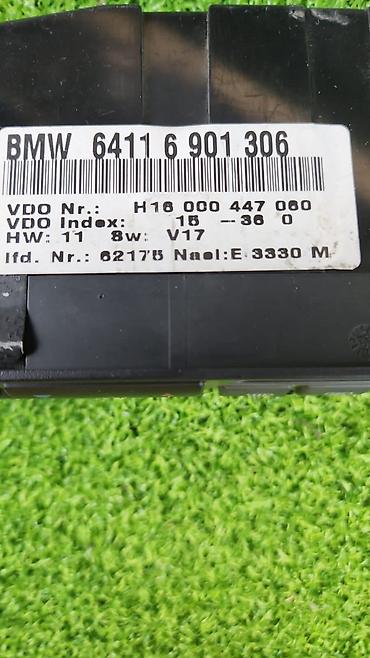 BMW 6411 6 901 306
VDO Nr.: H16 000 447 060
VDO Index: 15 -36 0
HW: 11 Sw: V17
lfd. Nr.: 62175 Nael:E 3330 M